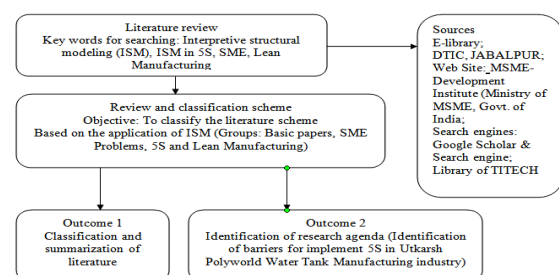 Literature review
Key words for searching: Interpretive structural
modeling (ISM), ISM in 5S, SME, Lean
Manufacturing
Sources
E-library;
DTIC, JABALPUR;
Web Site: MSME-
Development
Institute (Ministry of
MSME, Govt. of
India;
Search engines:
Google Scholar &
Search engine;
Library of TITECH
Review and classification scheme
Objective: To classify the literature scheme
Based on the application of ISM (Groups: Basic papers, SME
Problems, 5S and Lean Manufacturing)
Outcome 1
Classification and
summarization of
literature
Outcome 2
Identification of research agenda (Identification
of barriers for implement 5S in Utkarsh
Polyworld Water Tank Manufacturing industry)